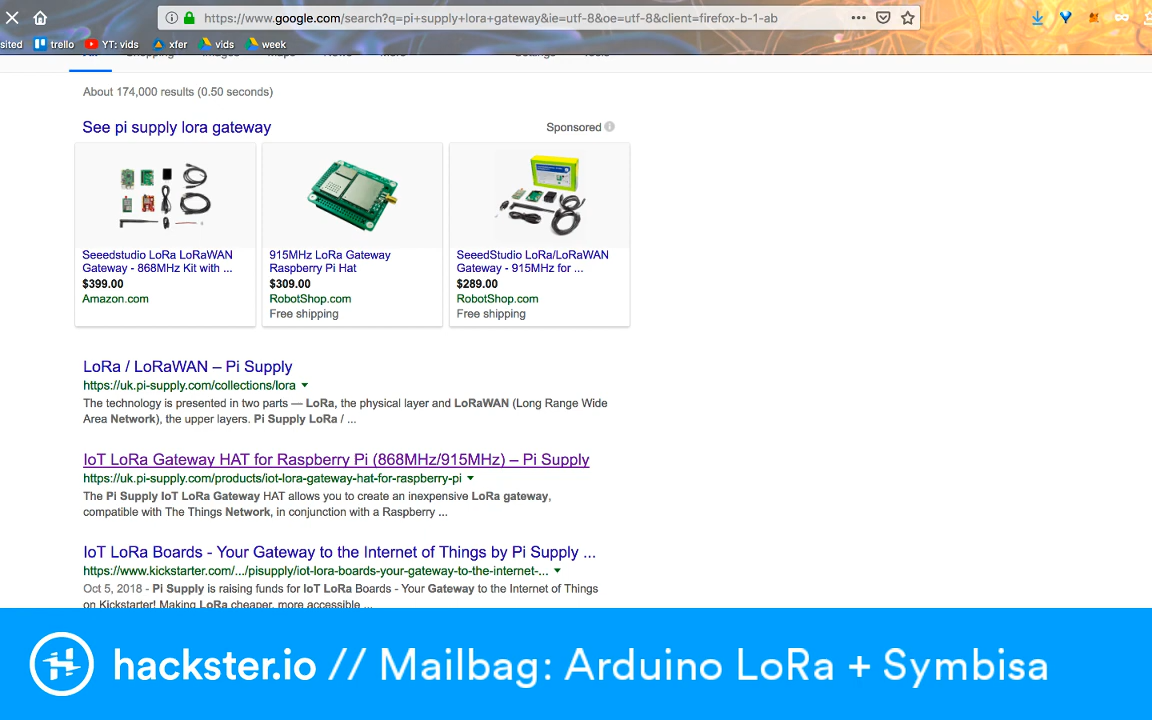 https://www.google.com/search?q=pi+supply+lora+gateway&ie=utf-8&oe=utf-8&client=firefox-b-1-ab
sited trello YT: vids xfer vids week
About 174,000 results (0.50 seconds)
See pi supply lora gateway Sponsored
Seeedstudio LoRa LoRaWAN
Gateway - 868MHz Kit with ...
$399.00
Amazon.com
915MHz LoRa Gateway
Raspberry Pi Hat
$309.00
RobotShop.com
Free shipping
SeeedStudio LoRa/LoRaWAN
Gateway - 915MHz for ...
$289.00
RobotShop.com
Free shipping
LoRa / LoRaWAN – Pi Supply
https://uk.pi-supply.com/collections/lora
The technology is presented in two parts — LoRa, the physical layer and LoRaWAN (Long Range Wide
Area Network), the upper layers. Pi Supply LoRa / ...
IoT LoRa Gateway HAT for Raspberry Pi (868MHz/915MHz) – Pi Supply
https://uk.pi-supply.com/products/iot-lora-gateway-hat-for-raspberry-pi
The Pi Supply IoT LoRa Gateway HAT allows you to create an inexpensive LoRa gateway,
compatible with The Things Network, in conjunction with a Raspberry ...
IoT LoRa Boards - Your Gateway to the Internet of Things by Pi Supply ...
https://www.kickstarter.com/.../pisupply/iot-lora-boards-your-gateway-to-the-internet-...
Oct 5, 2018 - Pi Supply is raising funds for IoT LoRa Boards - Your Gateway to the Internet of Things
on Kickstarter! Making LoRa cheaper, more accessible ...
hackster.io // Mailbag: Arduino LoRa + Symbisa